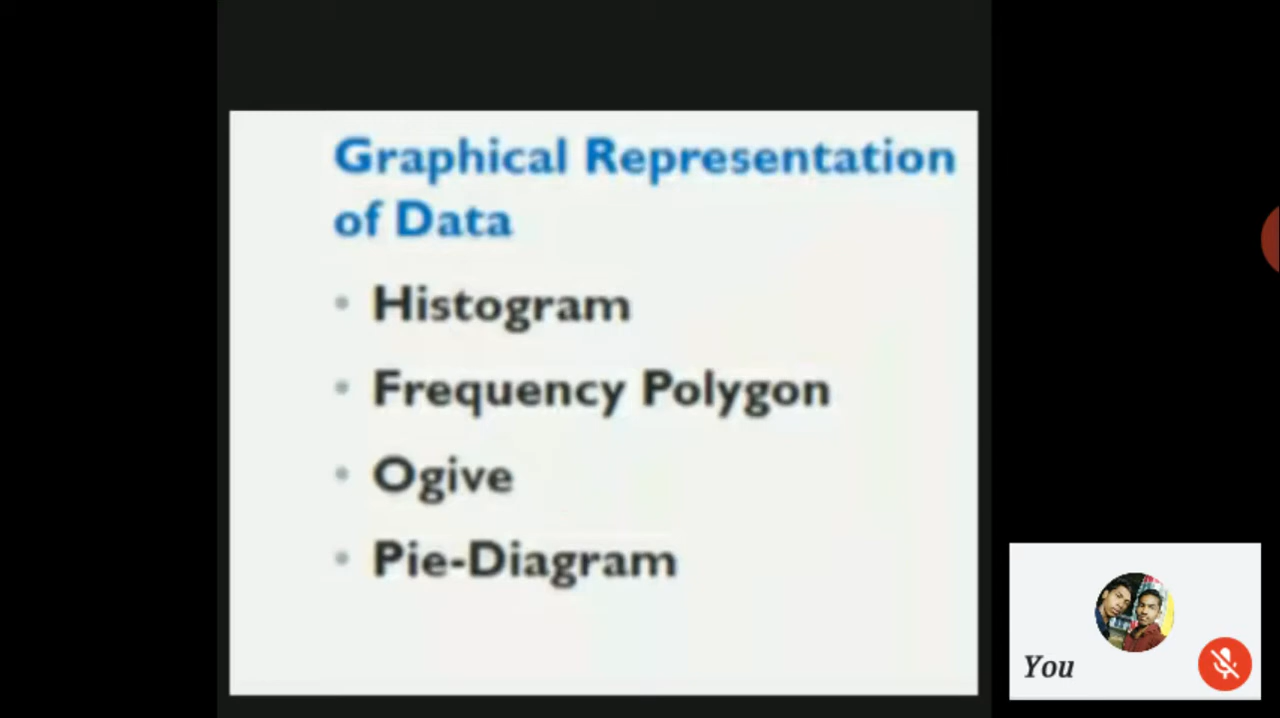 Graphical Representation
of Data
• Histogram
• Frequency Polygon
• Ogive
• Pie-Diagram
You